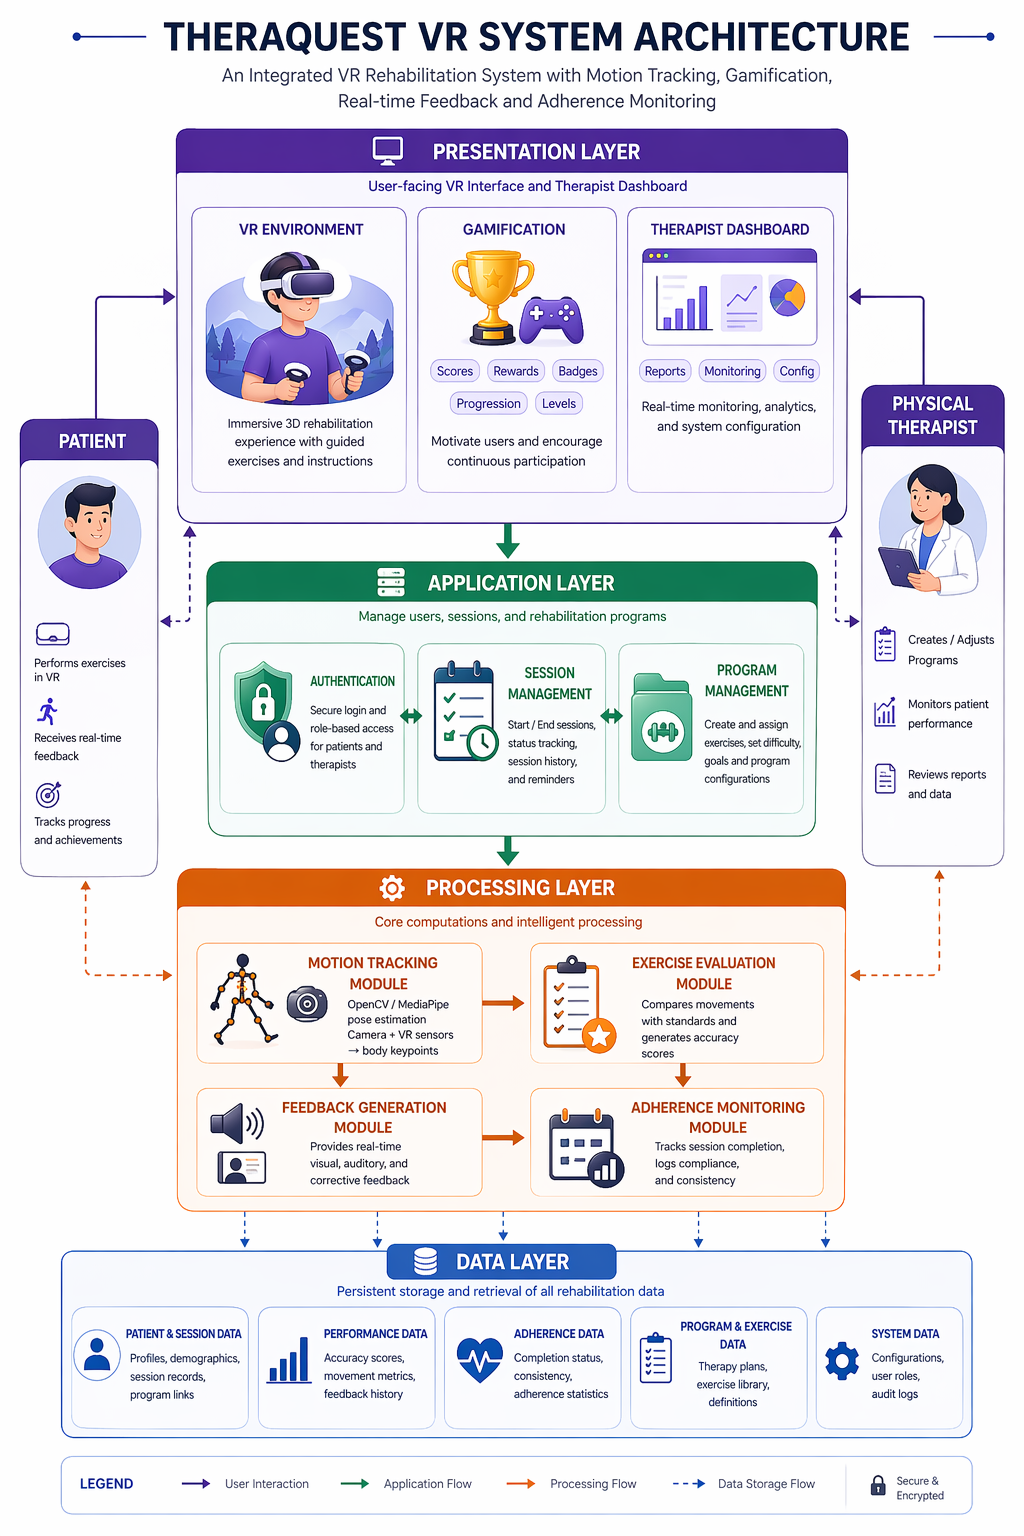 THERAQUEST VR SYSTEM ARCHITECTURE
An Integrated VR Rehabilitation System with Motion Tracking, Gamification,
Real-time Feedback and Adherence Monitoring
PRESENTATION LAYER
User-facing VR Interface and Therapist Dashboard
VR ENVIRONMENT
Immersive 3D rehabilitation
experience with guided
exercises and instructions
GAMIFICATION
Scores
Rewards
Badges
Progression
Levels
Motivate users and encourage
continuous participation
THERAPIST DASHBOARD
Reports
Monitoring
Config
Real-time monitoring, analytics,
and system configuration
PATIENT
Performs exercises
in VR
Receives real-time
feedback
Tracks progress
and achievements
PHYSICAL
THERAPIST
Creates / Adjusts
Programs
Monitors patient
performance
Reviews reports
and data
APPLICATION LAYER
Manage users, sessions, and rehabilitation programs
AUTHENTICATION
Secure login and
role-based access
for patients and
therapists
SESSION
MANAGEMENT
Start / End sessions,
status tracking,
session history,
and reminders
PROGRAM
MANAGEMENT
Create and assign
exercises, set difficulty,
goals and program
configurations
PROCESSING LAYER
Core computations and intelligent processing
MOTION TRACKING
MODULE
OpenCV / MediaPipe
pose estimation
Camera + VR sensors
→ body keypoints
EXERCISE EVALUATION
MODULE
Compares movements
with standards and
generates accuracy
scores
FEEDBACK GENERATION
MODULE
Provides real-time
visual, auditory, and
corrective feedback
ADHERENCE MONITORING
MODULE
Tracks session completion,
logs compliance,
and consistency
DATA LAYER
Persistent storage and retrieval of all rehabilitation data
PATIENT & SESSION DATA
Profiles, demographics,
session records,
program links
PERFORMANCE DATA
Accuracy scores,
movement metrics,
feedback history
ADHERENCE DATA
Completion status,
consistency,
adherence statistics
PROGRAM & EXERCISE
DATA
Therapy plans,
exercise library,
definitions
SYSTEM DATA
Configurations,
user roles,
audit logs
LEGEND
User Interaction
Application Flow
Processing Flow
Data Storage Flow
Secure &
Encrypted